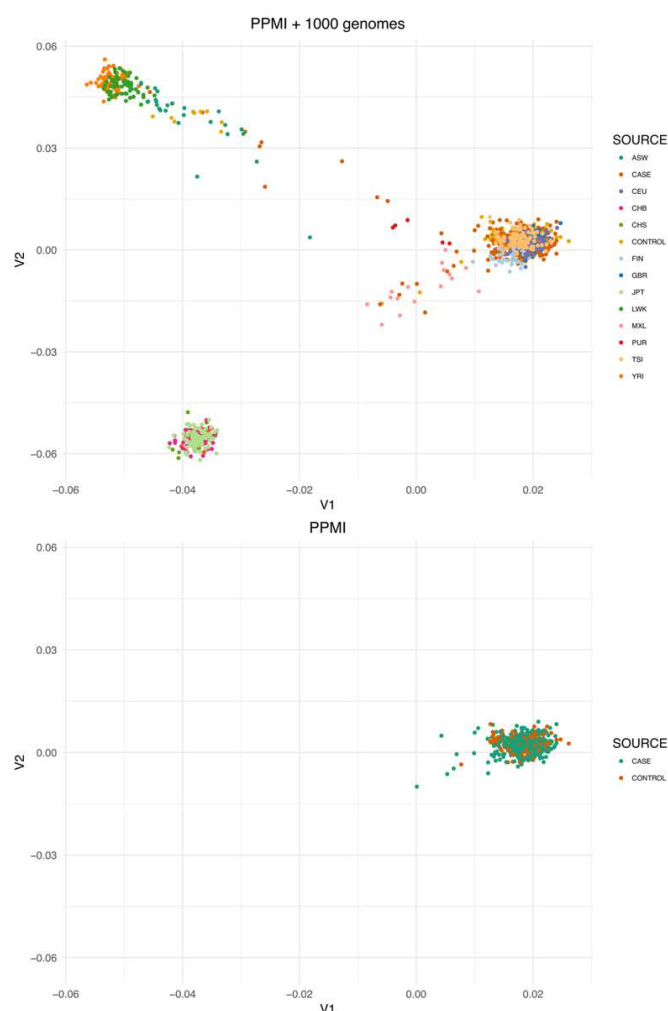 PPMI + 1000 genomes
0.06
0.03
0.00
−0.03
−0.06
V2
−0.06
−0.04
−0.02
0.00
0.02
V1
SOURCE
ASW
CASE
CEU
CHB
CHS
CONTROL
FIN
GBR
JPT
LWK
MXL
PUR
TSI
YRI
PPMI
0.06
0.03
0.00
−0.03
−0.06
V2
−0.06
−0.04
−0.02
0.00
0.02
V1
SOURCE
CASE
CONTROL